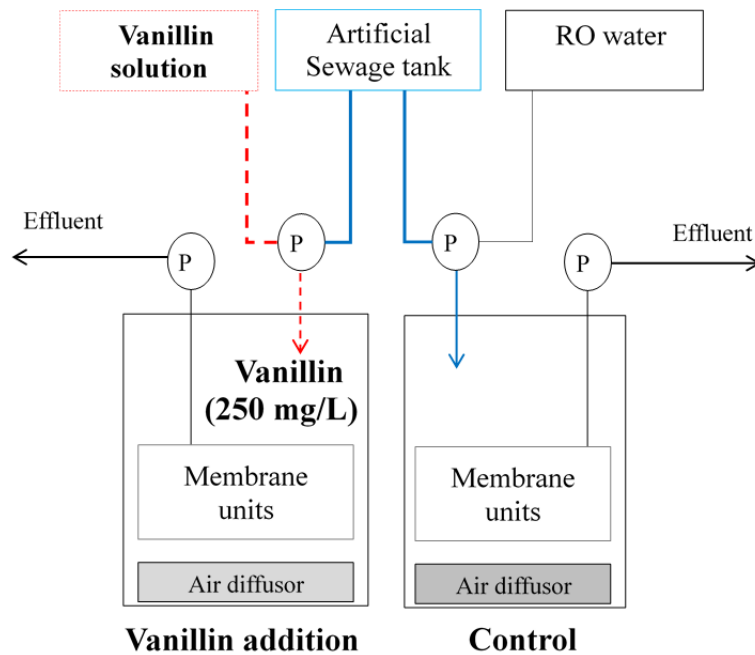 Vanillin
solution
Artificial
Sewage tank
RO water
Effluent
P
P
P
P
Effluent
Vanillin
(250 mg/L)
Membrane
units
Membrane
units
Air diffusor
Air diffusor
Vanillin addition
Control